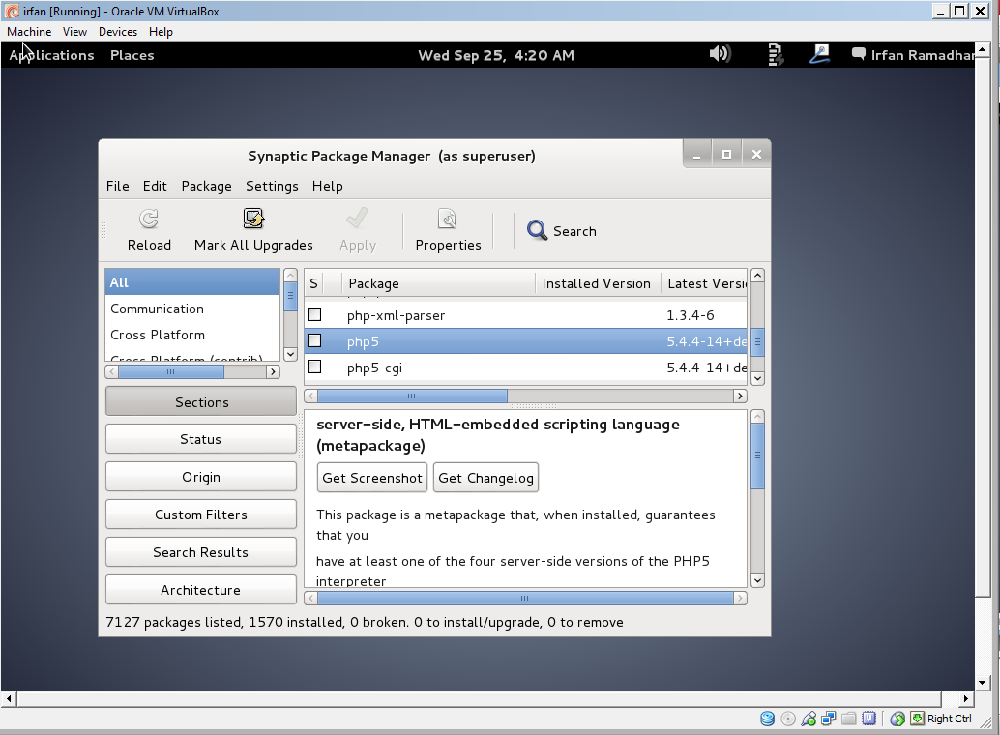 irfan [Running] - Oracle VM VirtualBox
Machine View Devices Help
Applications Places Wed Sep 25, 4:20 AM Irfan Ramadhan
Synaptic Package Manager (as superuser)
File Edit Package Settings Help
Reload Mark All Upgrades Apply Properties Search
All
Communication
Cross Platform
Cross Platform (contrib)
S Package Installed Version Latest Versi
php-xml-parser 1.3.4-6
php5 5.4.4-14+de
php5-cgi 5.4.4-14+de
Sections
Status
Origin
Custom Filters
Search Results
Architecture
server-side, HTML-embedded scripting language
(metapackage)
Get Screenshot Get Changelog
This package is a metapackage that, when installed, guarantees
that you
have at least one of the four server-side versions of the PHP5
interpreter
7127 packages listed, 1570 installed, 0 broken. 0 to install/upgrade, 0 to remove
Right Ctrl